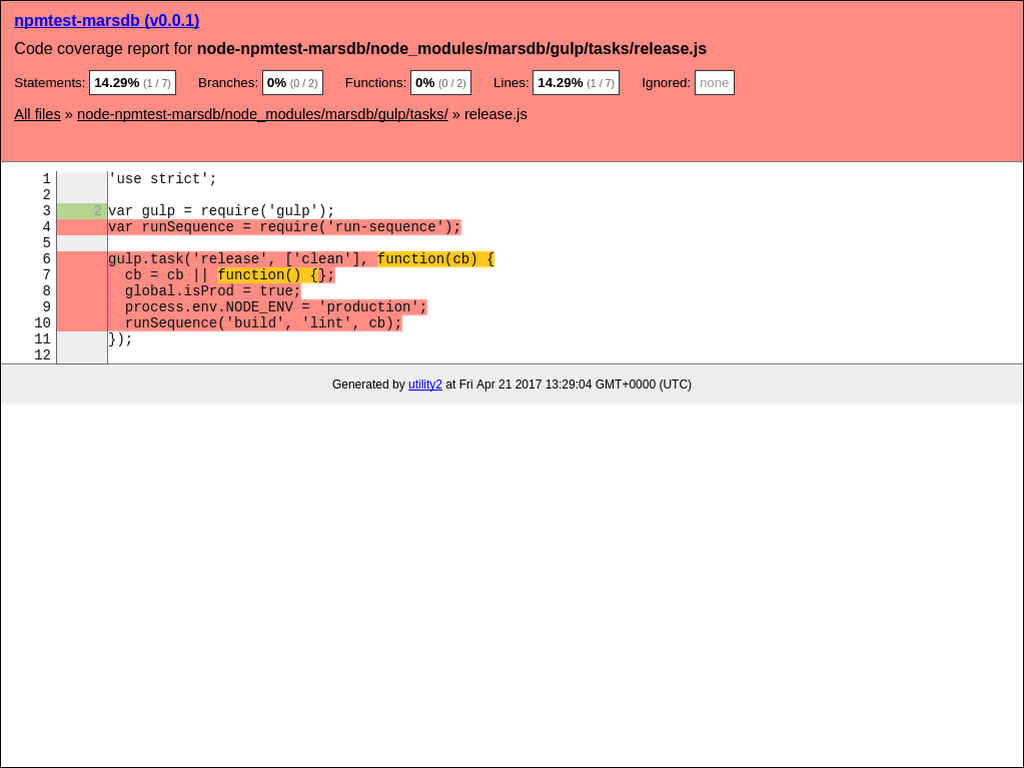 npmtest-marsdb (v0.0.1)
Code coverage report for node-npmtest-marsdb/node_modules/marsdb/gulp/tasks/release.js
Statements: 14.29% (1 / 7) Branches: 0% (0 / 2) Functions: 0% (0 / 2) Lines: 14.29% (1 / 7) Ignored: none
All files » node-npmtest-marsdb/node_modules/marsdb/gulp/tasks/ » release.js
1 'use strict';
2
3 2 var gulp = require('gulp');
4 var runSequence = require('run-sequence');
5
6 gulp.task('release', ['clean'], function(cb) {
7   cb = cb || function() {};
8   global.isProd = true;
9   process.env.NODE_ENV = 'production';
10   runSequence('build', 'lint', cb);
11 });
12
Generated by utility2 at Fri Apr 21 2017 13:29:04 GMT+0000 (UTC)